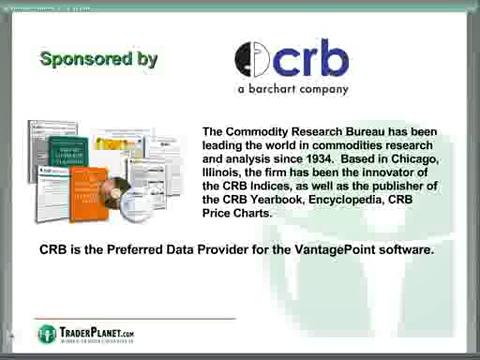 Sponsored by
crb
a barchart company
The Commodity Research Bureau has been
leading the world in commodities research
and analysis since 1934. Based in Chicago,
Illinois, the firm has been the innovator of
the CRB Indices, as well as the publisher of
the CRB Yearbook, Encyclopedia, CRB
Price Charts.
CRB is the Preferred Data Provider for the VantagePoint software.
TRADERPLANET.COM